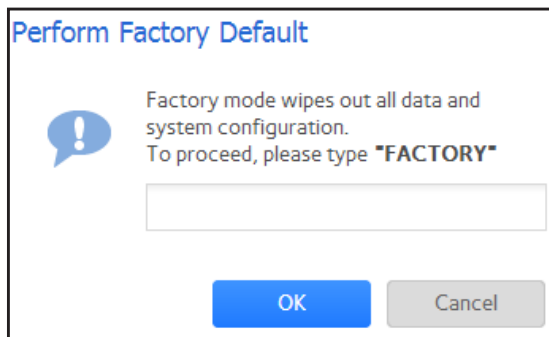 Perform Factory Default
Factory mode wipes out all data and
system configuration.
To proceed, please type "FACTORY"
OK
Cancel